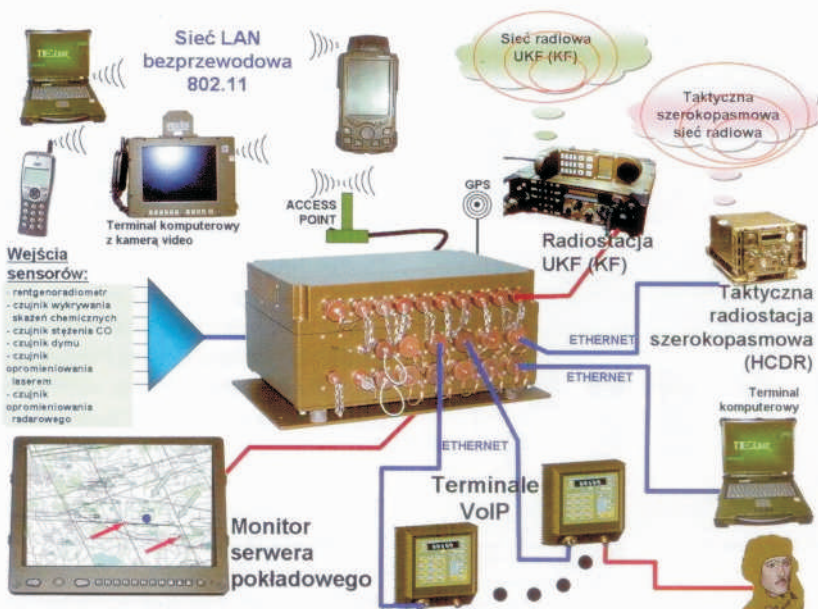 Sieć LAN
bezprzewodowa
802.11
Sieć radiowa
UKF (KF)
Taktyczna
szerokopasmowa
sieć radiowa
Terminal komputerowy
z kamerą video
ACCESS
POINT
GPS
Radiostacja
UKF (KF)
Wejścia
sensorów:
- rentgenoradiometr
- czujnik wykrywania
skażeń chemicznych
- czujnik stężenia CO
- czujnik dymu
- czujnik
opromieniowania
laserem
- czujnik
opromieniowania
radarowego
Taktyczna
radiostacja
szerokopasmowa
(HCDR)
ETHERNET
ETHERNET
ETHERNET
Terminal
komputerowy
Terminale
VoIP
Monitor
serwera
pokładowego